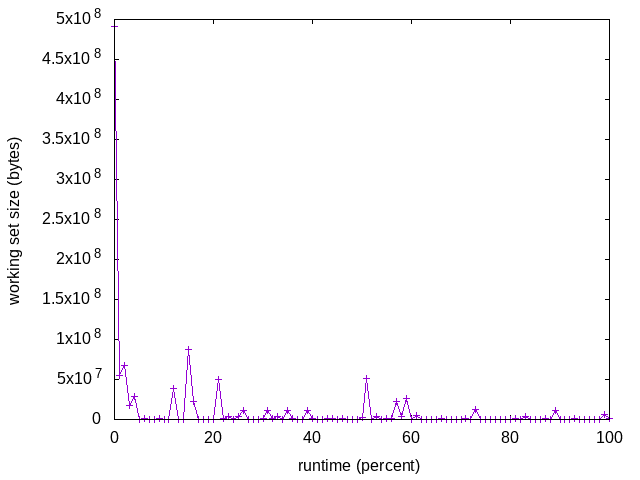 5x10^8
4.5x10^8
4x10^8
3.5x10^8
3x10^8
2.5x10^8
2x10^8
1.5x10^8
1x10^8
5x10^7
0
working set size (bytes)
0 20 40 60 80 100
runtime (percent)